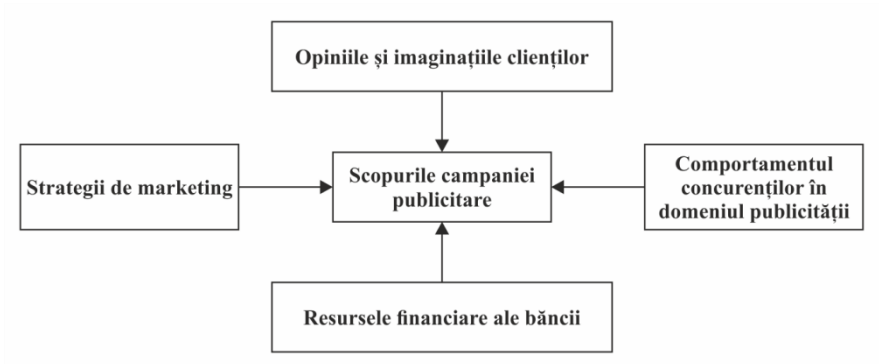 Opiniile și imaginațiile clienților
Strategii de marketing
Scopurile campaniei
publicitare
Comportamentul
concurenților în
domeniul publicității
Resursele financiare ale băncii